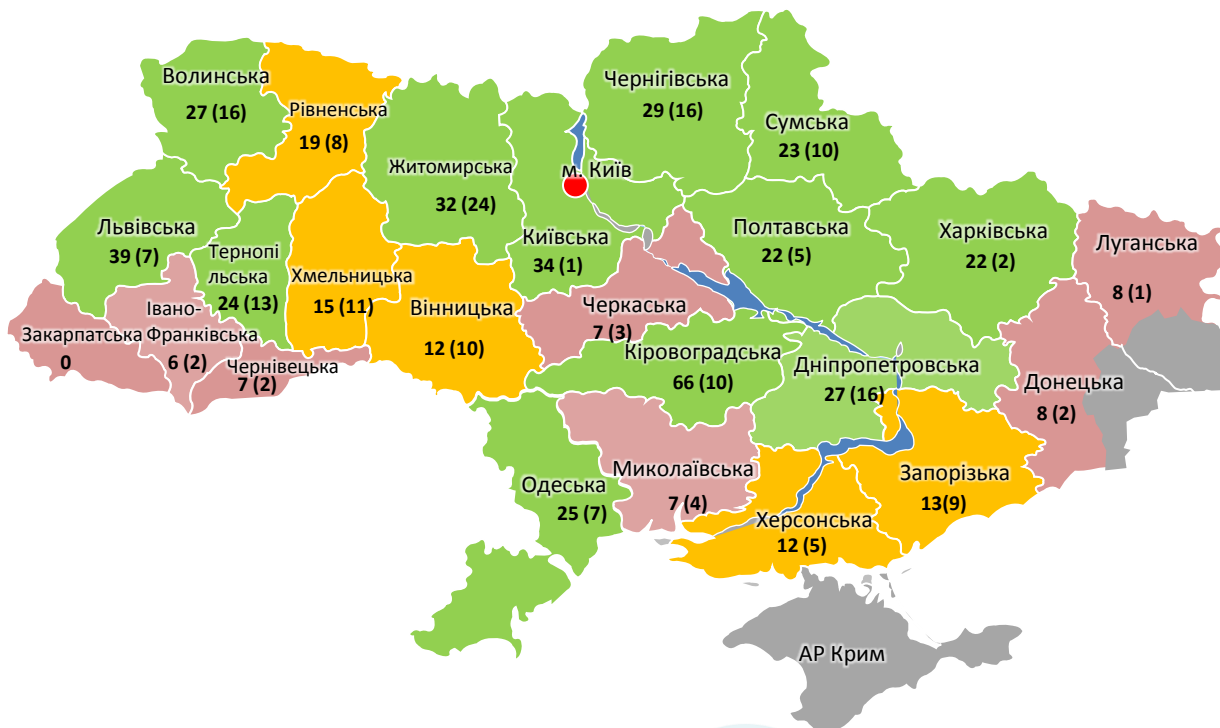 Волинська
27 (16)
Рівненська
19 (8)
Житомирська
32 (24)
м. Київ
Київська
34 (1)
Чернігівська
29 (16)
Сумська
23 (10)
Львівська
39 (7)
Тернопі
льська
24 (13)
Хмельницька
15 (11)
Вінницька
12 (10)
Черкаська
7 (3)
Полтавська
22 (5)
Харківська
22 (2)
Луганська
8 (1)
Закарпатська
0
Івано-
Франківська
6 (2)
Чернівецька
7 (2)
Кіровоградська
66 (10)
Дніпропетровська
27 (16)
Донецька
8 (2)
Одеська
25 (7)
Миколаївська
7 (4)
Херсонська
12 (5)
Запорізька
13(9)
АР Крим